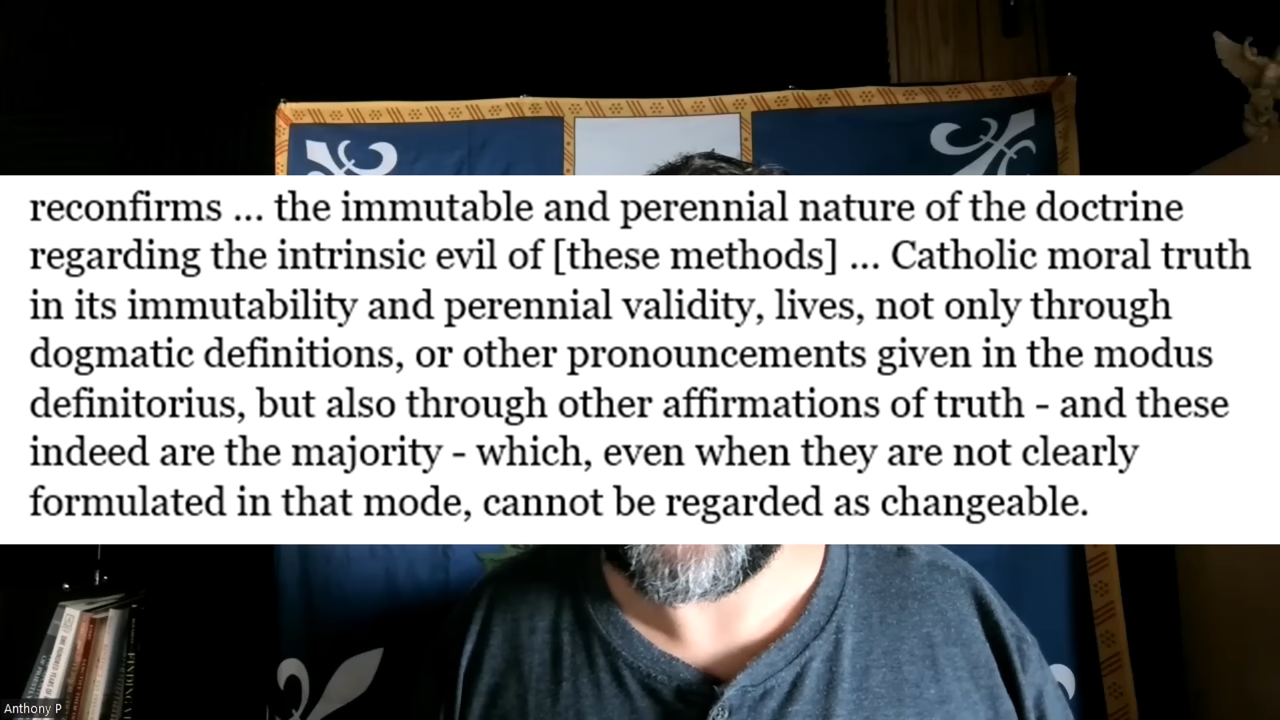 reconfirms ... the immutable and perennial nature of the doctrine
regarding the intrinsic evil of [these methods] ... Catholic moral truth
in its immutability and perennial validity, lives, not only through
dogmatic definitions, or other pronouncements given in the modus
definitorius, but also through other affirmations of truth - and these
indeed are the majority - which, even when they are not clearly
formulated in that mode, cannot be regarded as changeable.
Anthony P